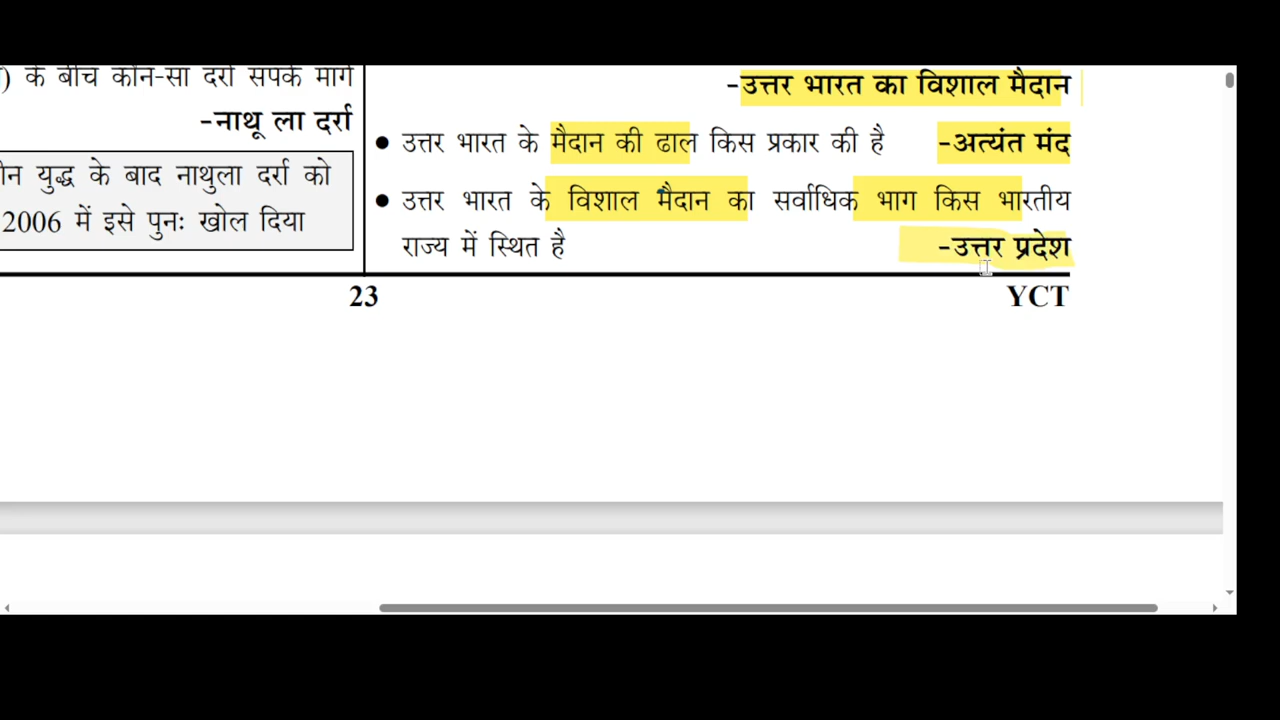 ) के बीच कौन-सा दर्रा संपर्क मार्ग
-नाथू ला दर्रा
युद्ध के बाद नाथुला दर्रा को
2006 में इसे पुनः खोल दिया
-उत्तर भारत का विशाल मैदान
● उत्तर भारत के मैदान की ढाल किस प्रकार की है -अत्यंत मंद
● उत्तर भारत के विशाल मैदान का सर्वाधिक भाग किस भारतीय
राज्य में स्थित है -उत्तर प्रदेश
23 YCT